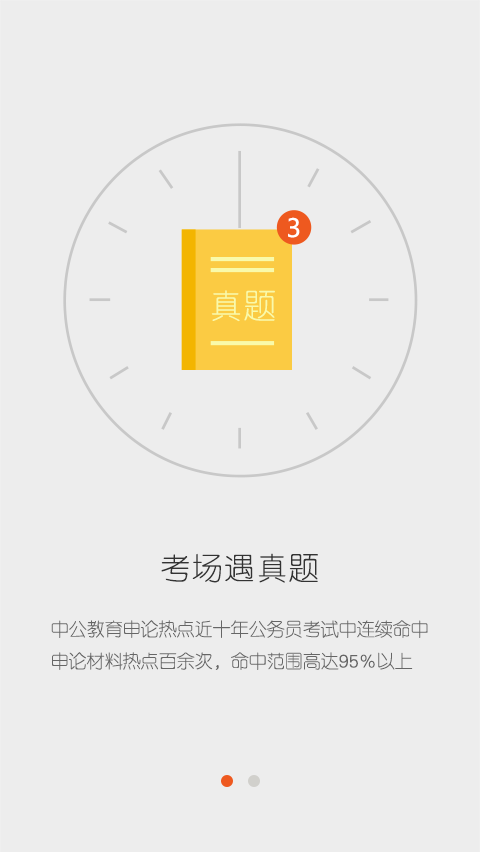 3
真题
考场遇真题
中公教育申论热点近十年公务员考试中连续命中
申论材料热点百余次，命中范围高达95%以上